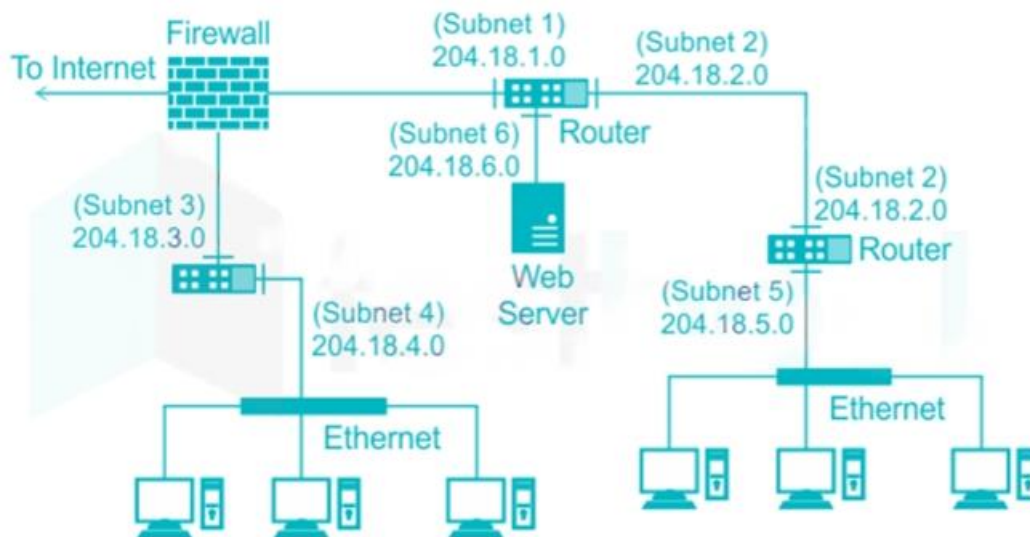 Firewall
To Internet
(Subnet 1)
204.18.1.0
(Subnet 2)
204.18.2.0
(Subnet 6)
204.18.6.0
Router
(Subnet 3)
204.18.3.0
Web
Server
(Subnet 2)
204.18.2.0
Router
(Subnet 4)
204.18.4.0
(Subnet 5)
204.18.5.0
Ethernet
Ethernet